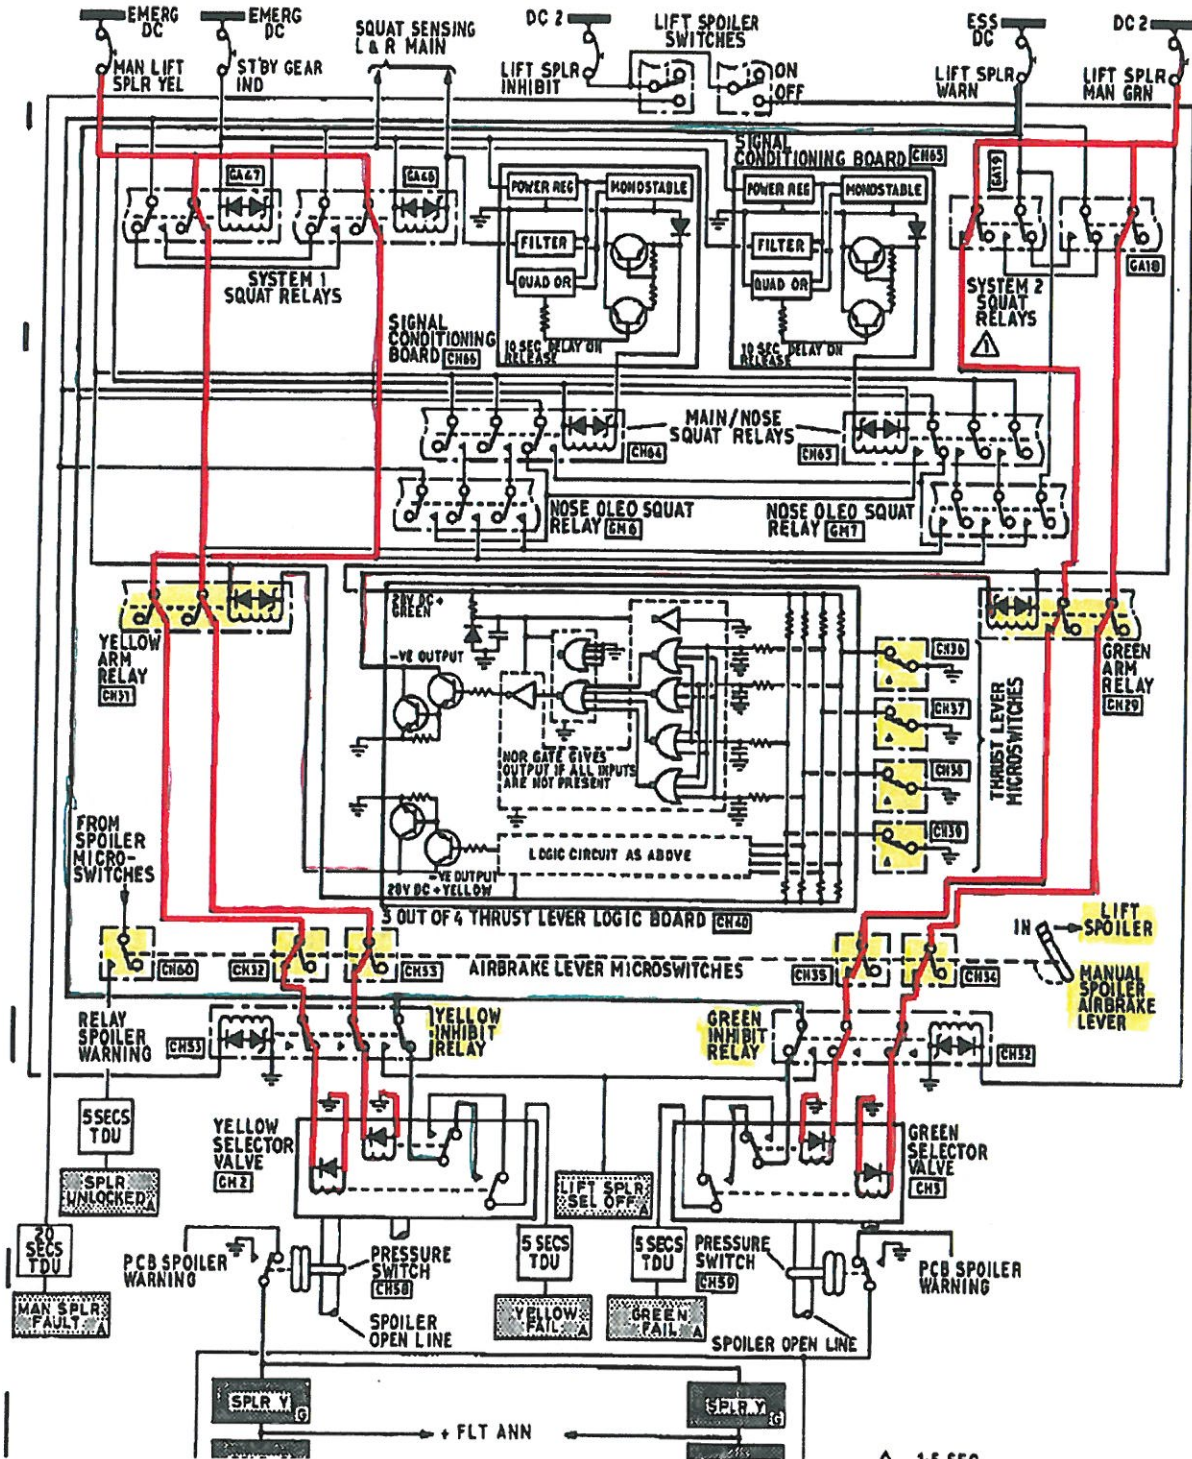 EMERG
DC
EMERG
DC
SQUAT SENSING
L & R MAIN
DC 2
LIFT SPOILER
SWITCHES
ESS
DC
DC 2
MAN LIFT
SPLR YEL
ST'BY GEAR
IND
LIFT SPLR
INHIBIT
ON
OFF
LIFT SPLR
WARN
LIFT SPLR
MAN GRN
SIGNAL
CONDITIONING BOARD CH65
GA47
GA48
GA19
POWER REG
MONOSTABLE
POWER REG
MONOSTABLE
FILTER
FILTER
QUAD OR
QUAD OR
SYSTEM 1
SQUAT RELAYS
GA18
SYSTEM 2
SQUAT
RELAYS
1
SIGNAL
CONDITIONING
BOARD CH66
10 SEC DELAY ON
RELEASE
10 SEC DELAY ON
RELEASE
MAIN/NOSE
SQUAT RELAYS
CH64
CH63
NOSE OLEO SQUAT
RELAY GM6
NOSE OLEO SQUAT
RELAY GM7
28V DC +
GREEN
-VE OUTPUT
YELLOW
ARM
RELAY
CH31
CH36
CH37
CH38
CH39
THRUST LEVER
MICROSWITCHES
GREEN
ARM
RELAY
CH29
NOR GATE GIVES
OUTPUT IF ALL INPUTS
ARE NOT PRESENT
FROM
SPOILER
MICRO-
SWITCHES
LOGIC CIRCUIT AS ABOVE
-VE OUTPUT
28V DC + YELLOW
3 OUT OF 4 THRUST LEVER LOGIC BOARD CH40
IN
LIFT
SPOILER
CH60
CH32
CH33
AIRBRAKE LEVER MICROSWITCHES
CH35
CH34
MANUAL
SPOILER
AIRBRAKE
LEVER
RELAY
SPOILER
WARNING
CH53
YELLOW
INHIBIT
RELAY
GREEN
INHIBIT
RELAY
CH52
5 SECS
TDU
YELLOW
SELECTOR
VALVE
CH2
GREEN
SELECTOR
VALVE
CH3
SPLR
UNLOCKED A
LIFT SPLR
SEL OFF A
20
SECS
TDU
PCB SPOILER
WARNING
PRESSURE
SWITCH
CH58
5 SECS
TDU
5 SECS
TDU
PRESSURE
SWITCH
CH59
PCB SPOILER
WARNING
MAN SPLR
FAULT A
SPOILER
OPEN LINE
YELLOW
FAIL A
GREEN
FAIL A
SPOILER OPEN LINE
SPLR Y G
SPLR Y G
+ FLT ANN
1·5 SEC